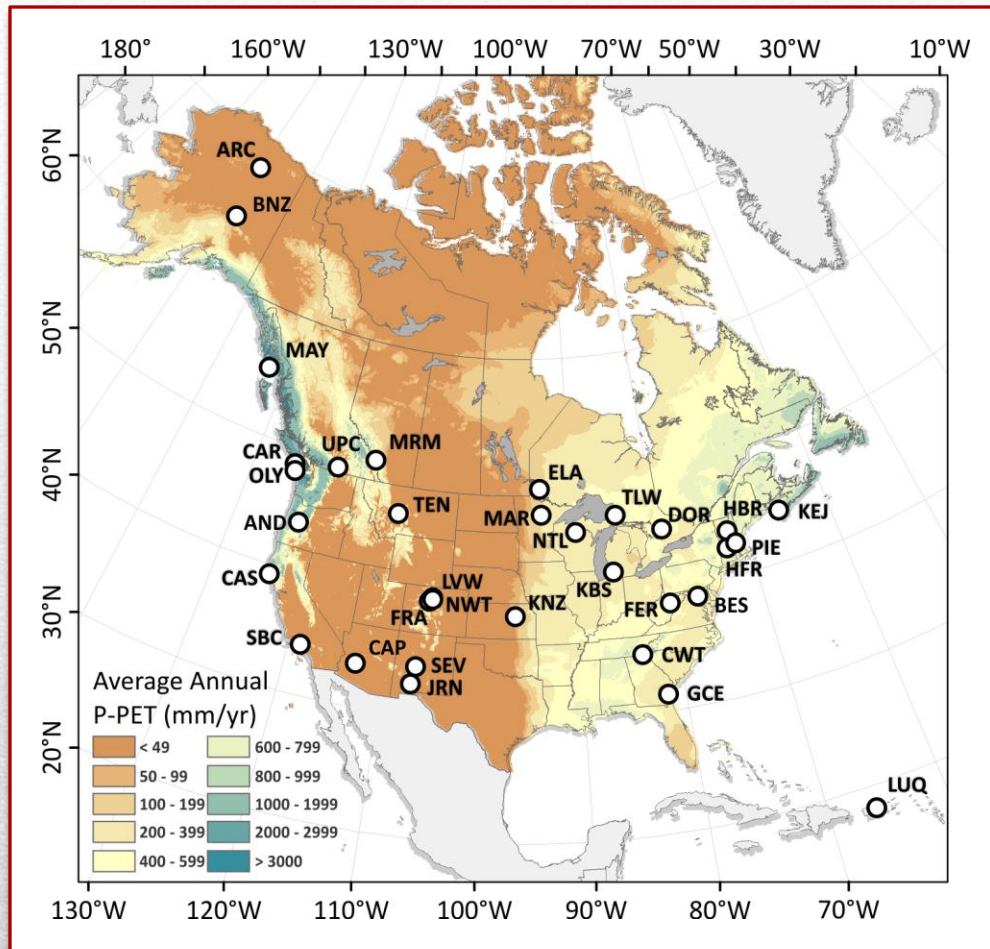 180° 160°W 130°W 100°W 70°W 50°W 30°W 10°W
60°N
50°N
40°N
30°N
20°N
ARC
BNZ
MAY
UPC
MRM
CAR
OLY
ELA
TEN
TLW
HBR
DOR
KEJ
AND
MAR
NTL
PIE
HFR
CAS
LVW
NWT
FRA
KNZ
KBS
FER
BES
SBC
CAP
SEV
JRN
CWT
GCE
LUQ
Average Annual
P-PET (mm/yr)
< 49 600 - 799
50 - 99 800 - 999
100 - 199 1000 - 1999
200 - 399 2000 - 2999
400 - 599 > 3000
130°W 120°W 110°W 100°W 90°W 80°W 70°W